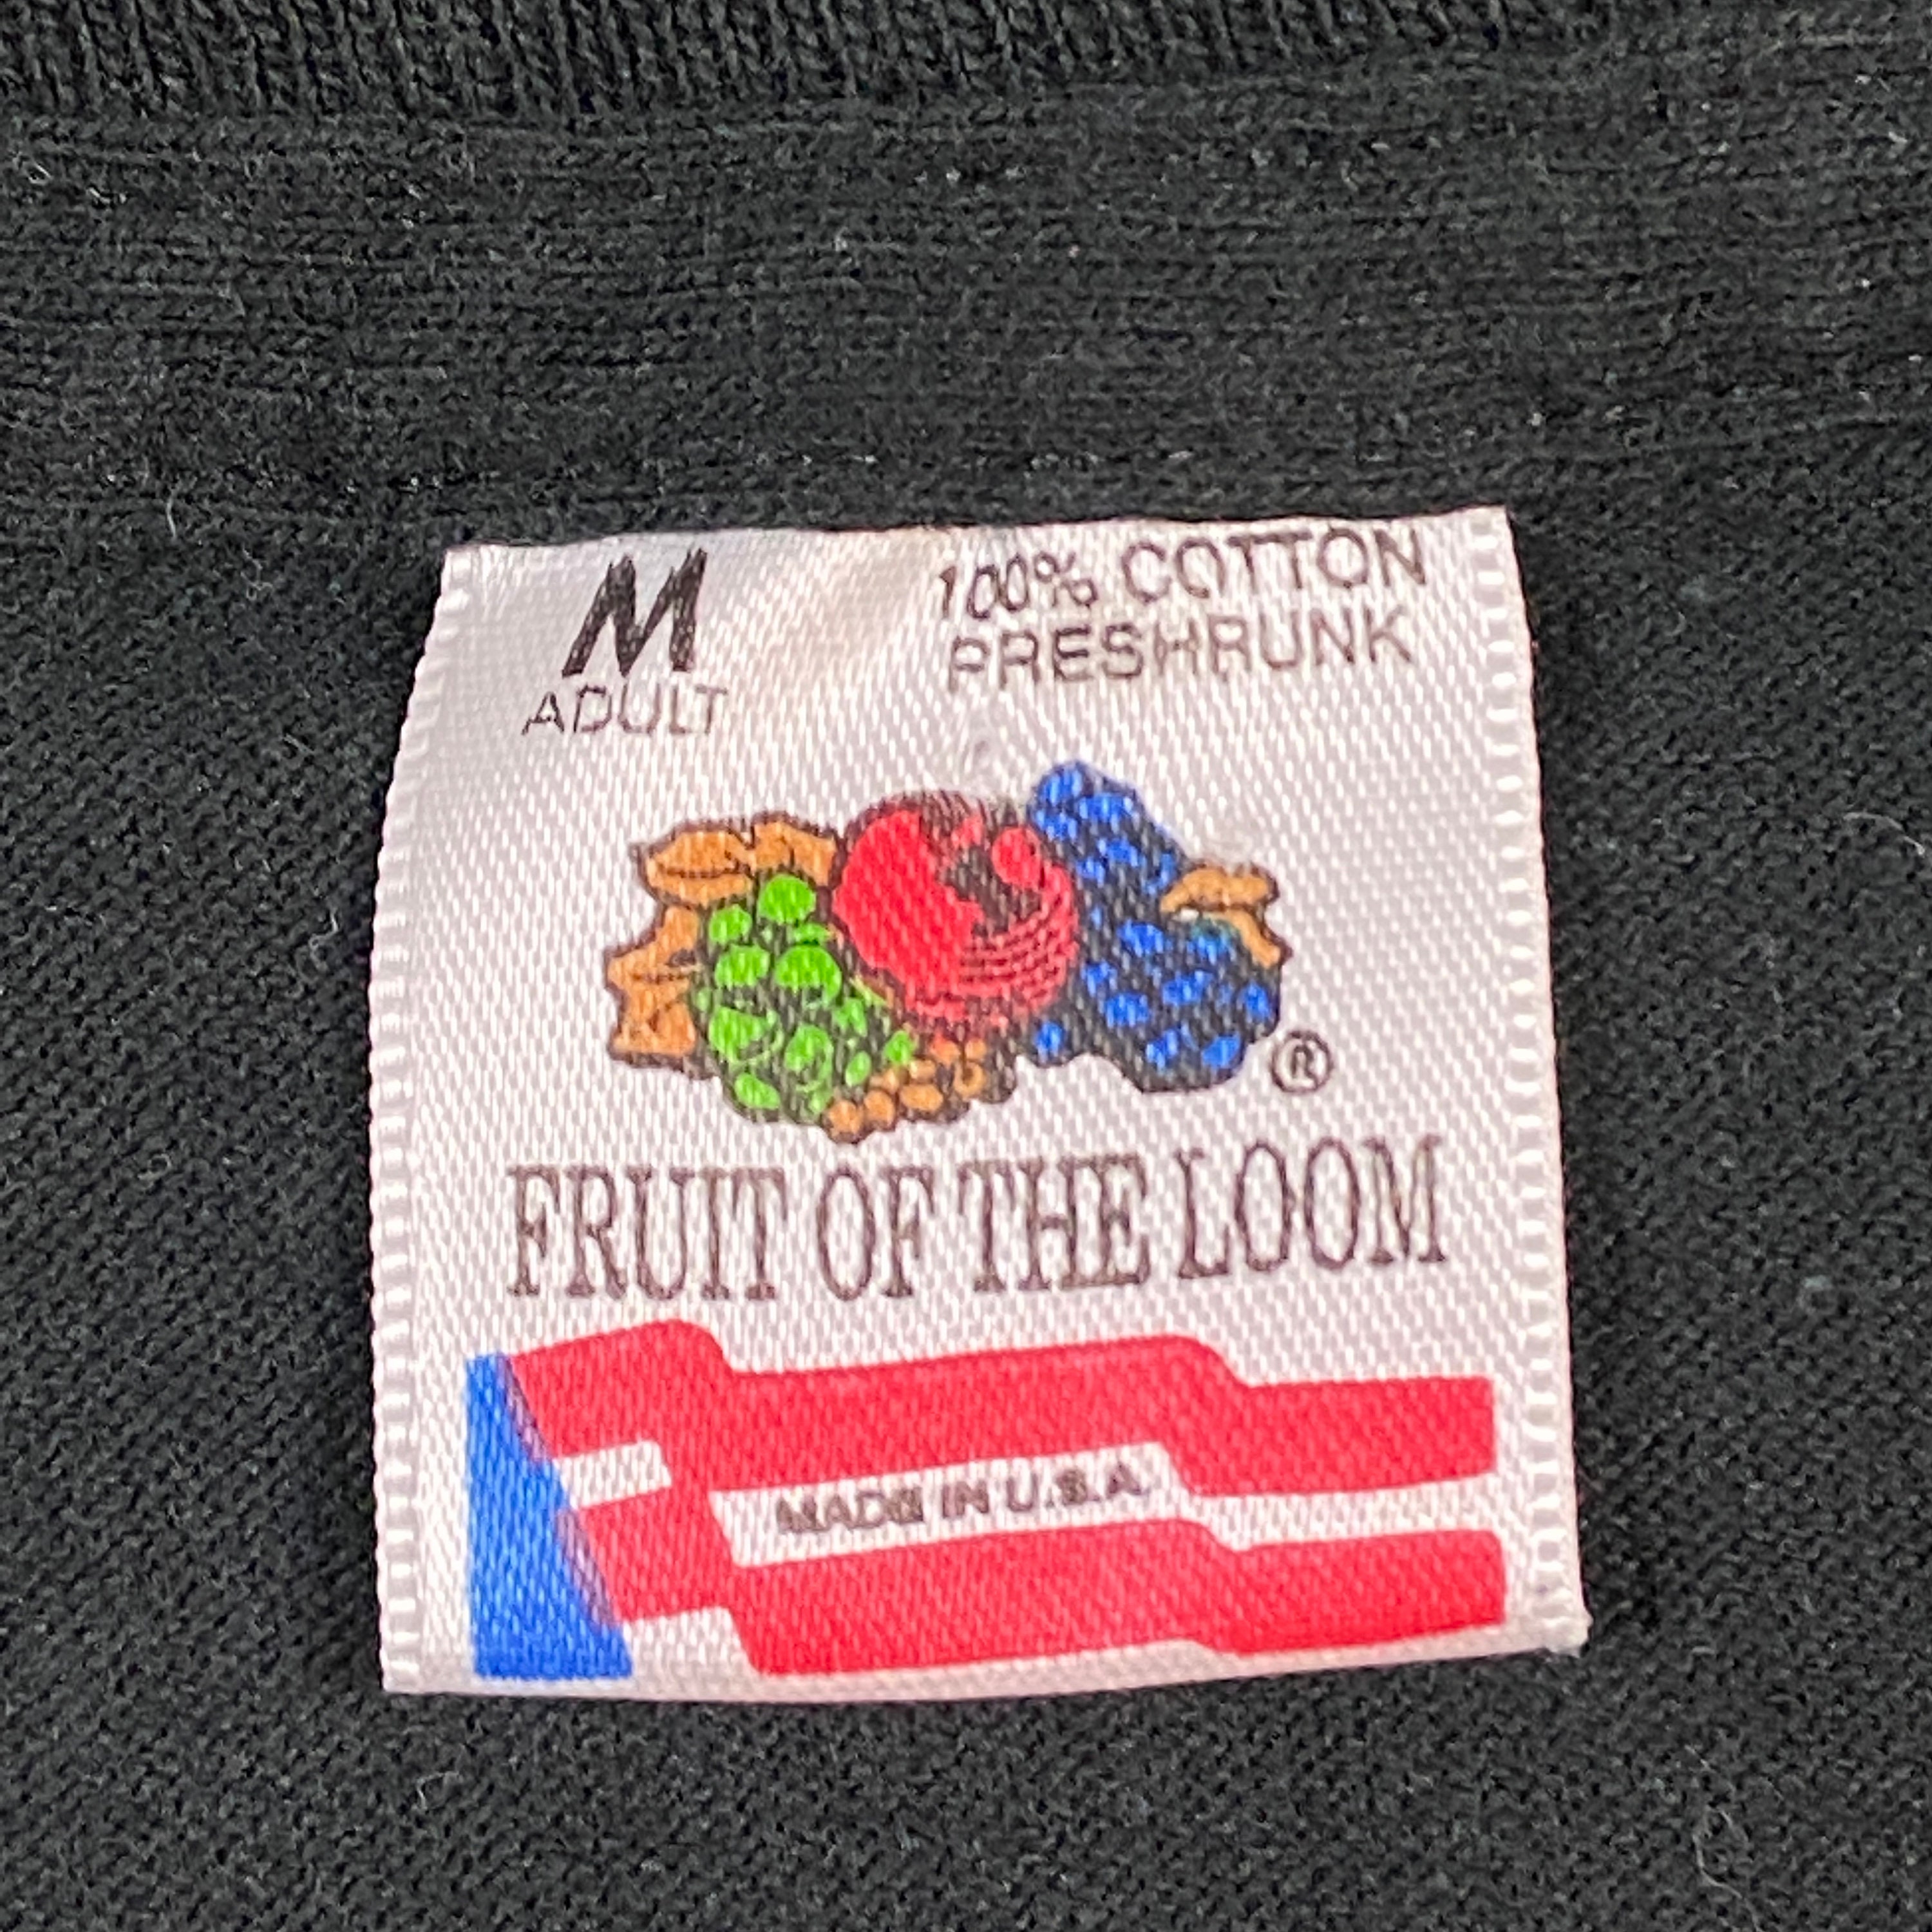 M
ADULT
100% COTTON
PRESHRUNK
®
FRUIT OF THE LOOM
MADE IN U.S.A.